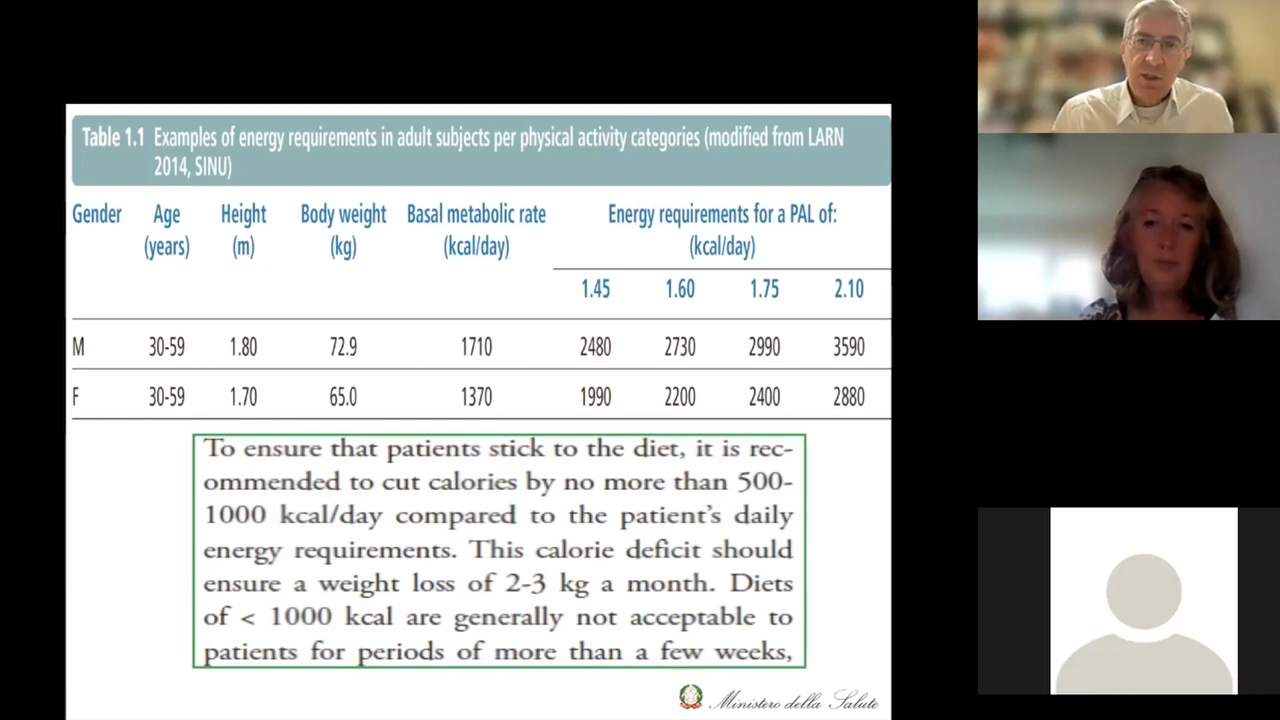 Table 1.1 Examples of energy requirements in adult subjects per physical activity categories (modified from LARN
2014, SINU)
Gender Age Height Body weight Basal metabolic rate Energy requirements for a PAL of:
(years) (m) (kg) (kcal/day) (kcal/day)
1.45 1.60 1.75 2.10
M 30-59 1.80 72.9 1710 2480 2730 2990 3590
F 30-59 1.70 65.0 1370 1990 2200 2400 2880
To ensure that patients stick to the diet, it is rec-
ommended to cut calories by no more than 500-
1000 kcal/day compared to the patient's daily
energy requirements. This calorie deficit should
ensure a weight loss of 2-3 kg a month. Diets
of < 1000 kcal are generally not acceptable to
patients for periods of more than a few weeks,
Ministero della Salute